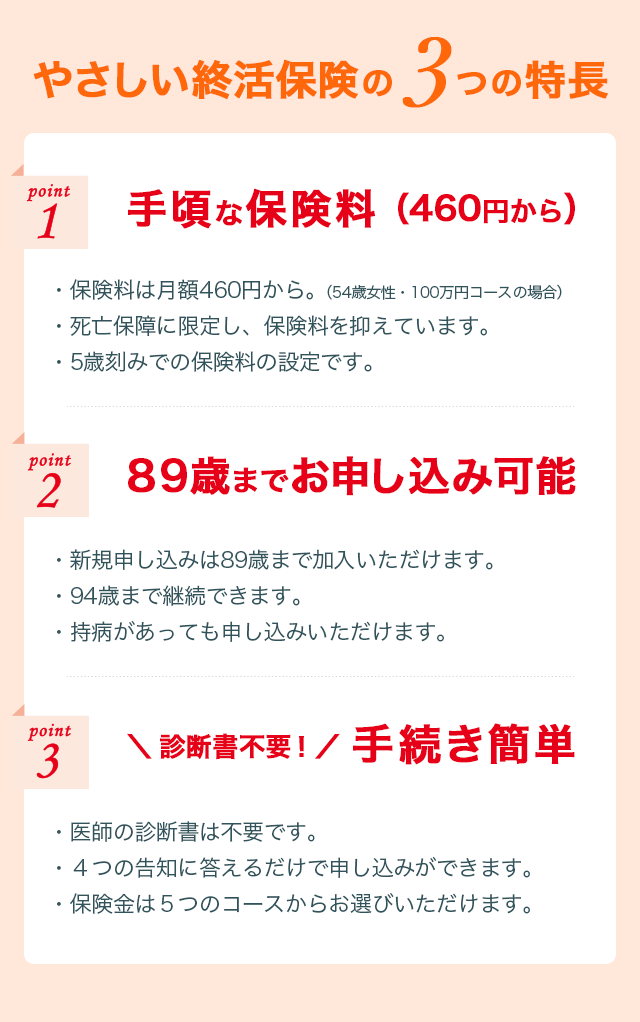 やさしい終活保険の3つの特長
point
1
手頃な保険料（460円から）
・保険料は月額460円から。（54歳女性・100万円コースの場合）
・死亡保障に限定し、保険料を抑えています。
・5歳刻みでの保険料の設定です。
point
2
89歳までお申し込み可能
・新規申し込みは89歳まで加入いただけます。
・94歳まで継続できます。
・持病があっても申し込みいただけます。
point
3
＼ 診断書不要！／ 手続き簡単
・医師の診断書は不要です。
・４つの告知に答えるだけで申し込みができます。
・保険金は５つのコースからお選びいただけます。